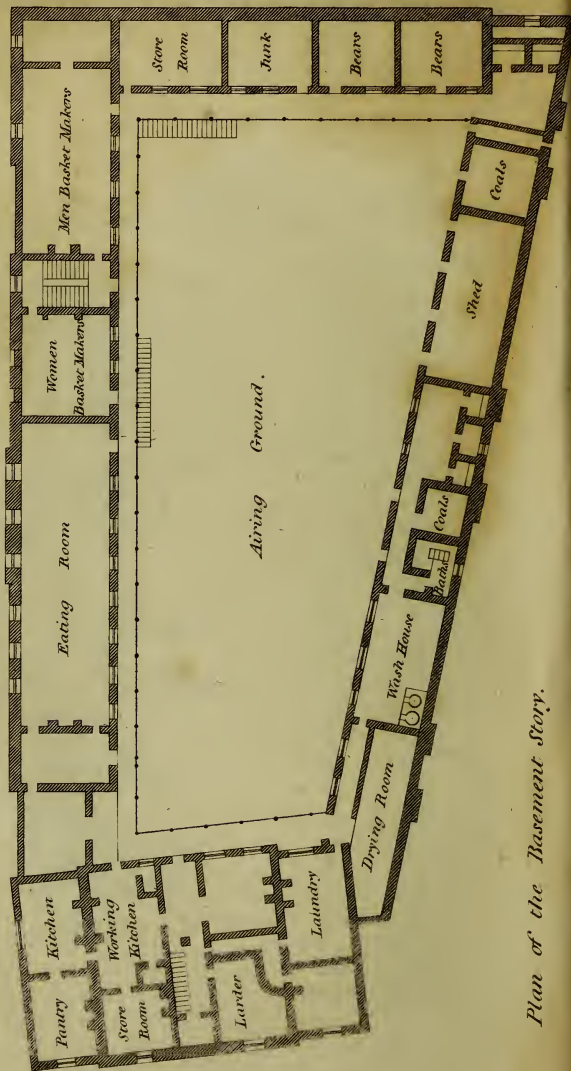 Pantry
Kitchen
Eating Room
Women
Basket Makers
Men Basket Makers
Store
Room
Working
Kitchen
Store
Room
Junk
Bears
Bears
Airing Ground.
Larder
Laundry
Drying Room
Wash House
Baths
Coals
Shed
Coals
Plan of the Basement Story.